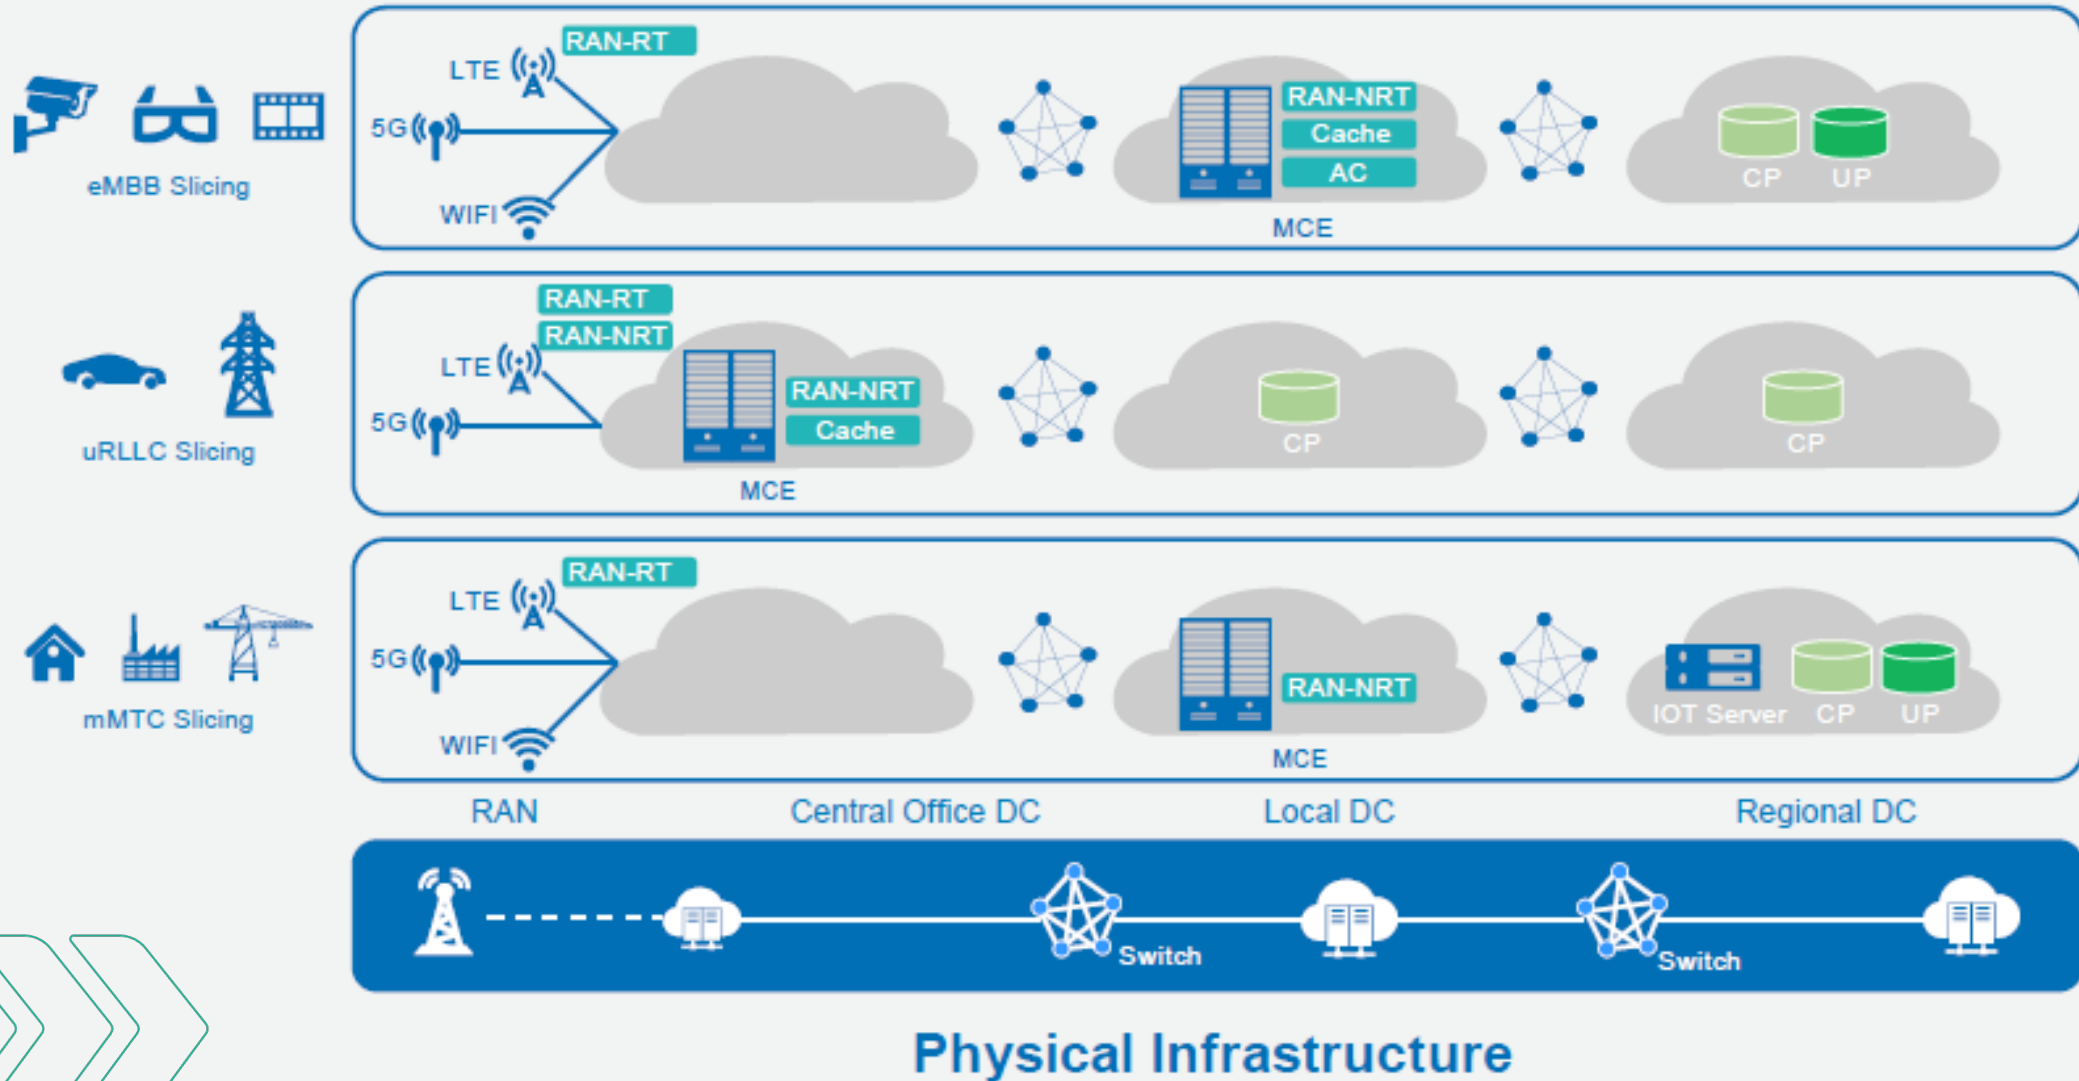 RAN-RT
LTE
5G
WIFI
eMBB Slicing
RAN-NRT
Cache
AC
MCE
CP
UP
RAN-RT
RAN-NRT
LTE
5G
uRLLC Slicing
RAN-NRT
Cache
MCE
CP
CP
RAN-RT
LTE
5G
WIFI
mMTC Slicing
RAN-NRT
MCE
IOT Server
CP
UP
RAN
Central Office DC
Local DC
Regional DC
Switch
Switch
Physical Infrastructure